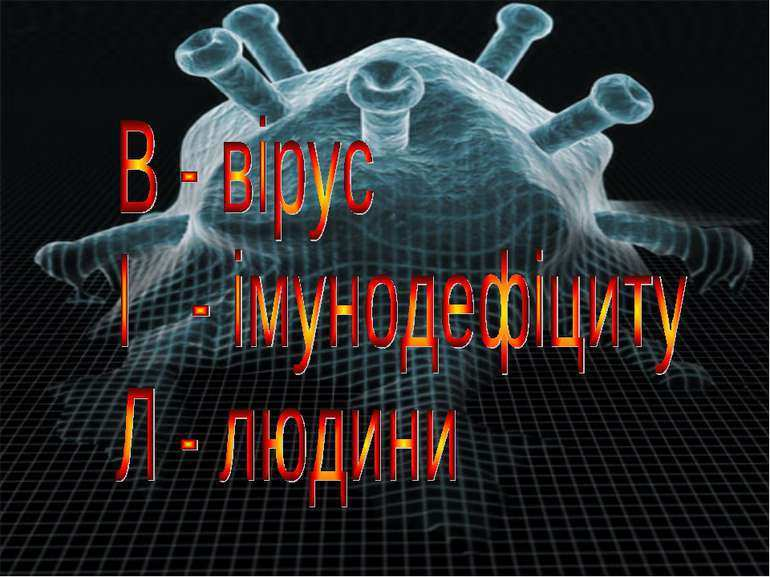 В - вірус
І - імунодефіциту
Л - людини